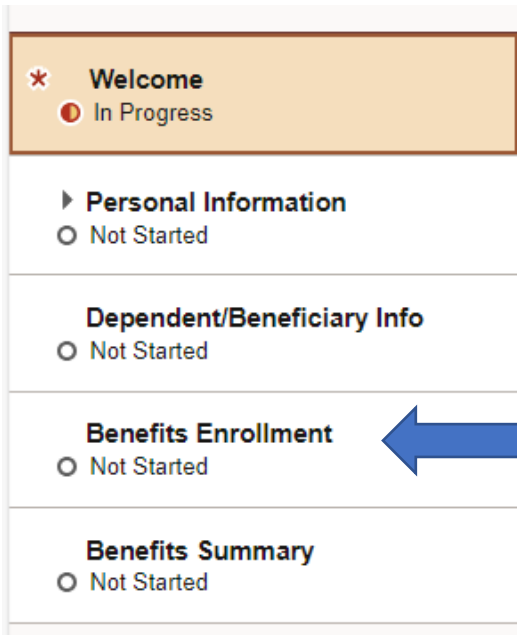 * Welcome
In Progress
Personal Information
Not Started
Dependent/Beneficiary Info
Not Started
Benefits Enrollment
Not Started
Benefits Summary
Not Started